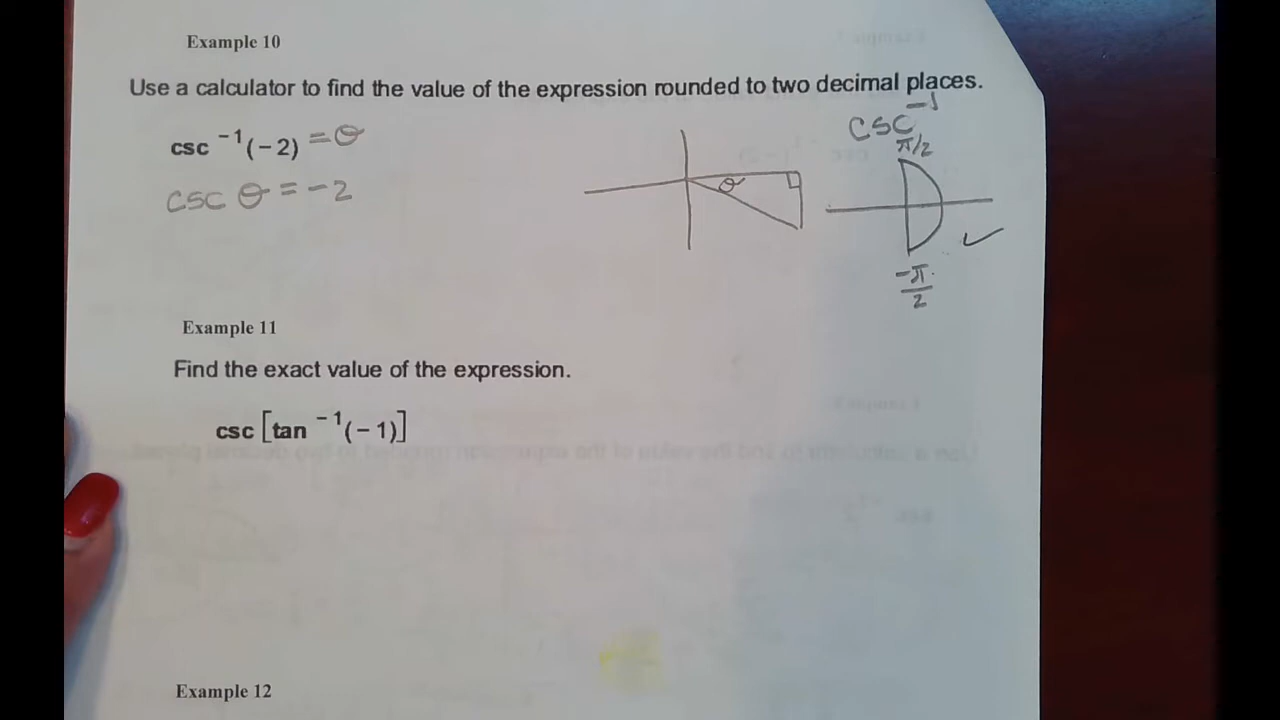 Example 10
Use a calculator to find the value of the expression rounded to two decimal places.
csc ⁻¹(− 2) = θ
csc θ = −2
θ
csc⁻¹
π/2
−π/2
Example 11
Find the exact value of the expression.
csc [tan ⁻¹(− 1)]
Example 12